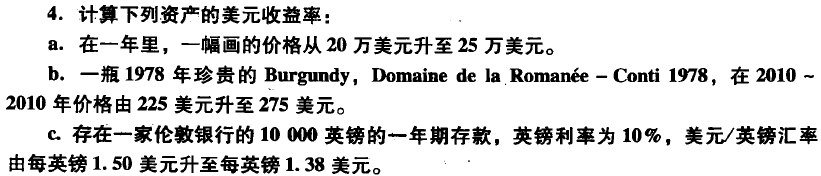 4. 计算下列资产的美元收益率：
a. 在一年里，一幅画的价格从 20 万美元升至 25 万美元。
b. 一瓶 1978 年珍贵的 Burgundy，Domaine de la Romanée – Conti 1978，在 2010 ~
2010 年价格由 225 美元升至 275 美元。
c. 存在一家伦敦银行的 10 000 英镑的一年期存款，英镑利率为 10%，美元/英镑汇率
由每英镑 1.50 美元升至每英镑 1.38 美元。